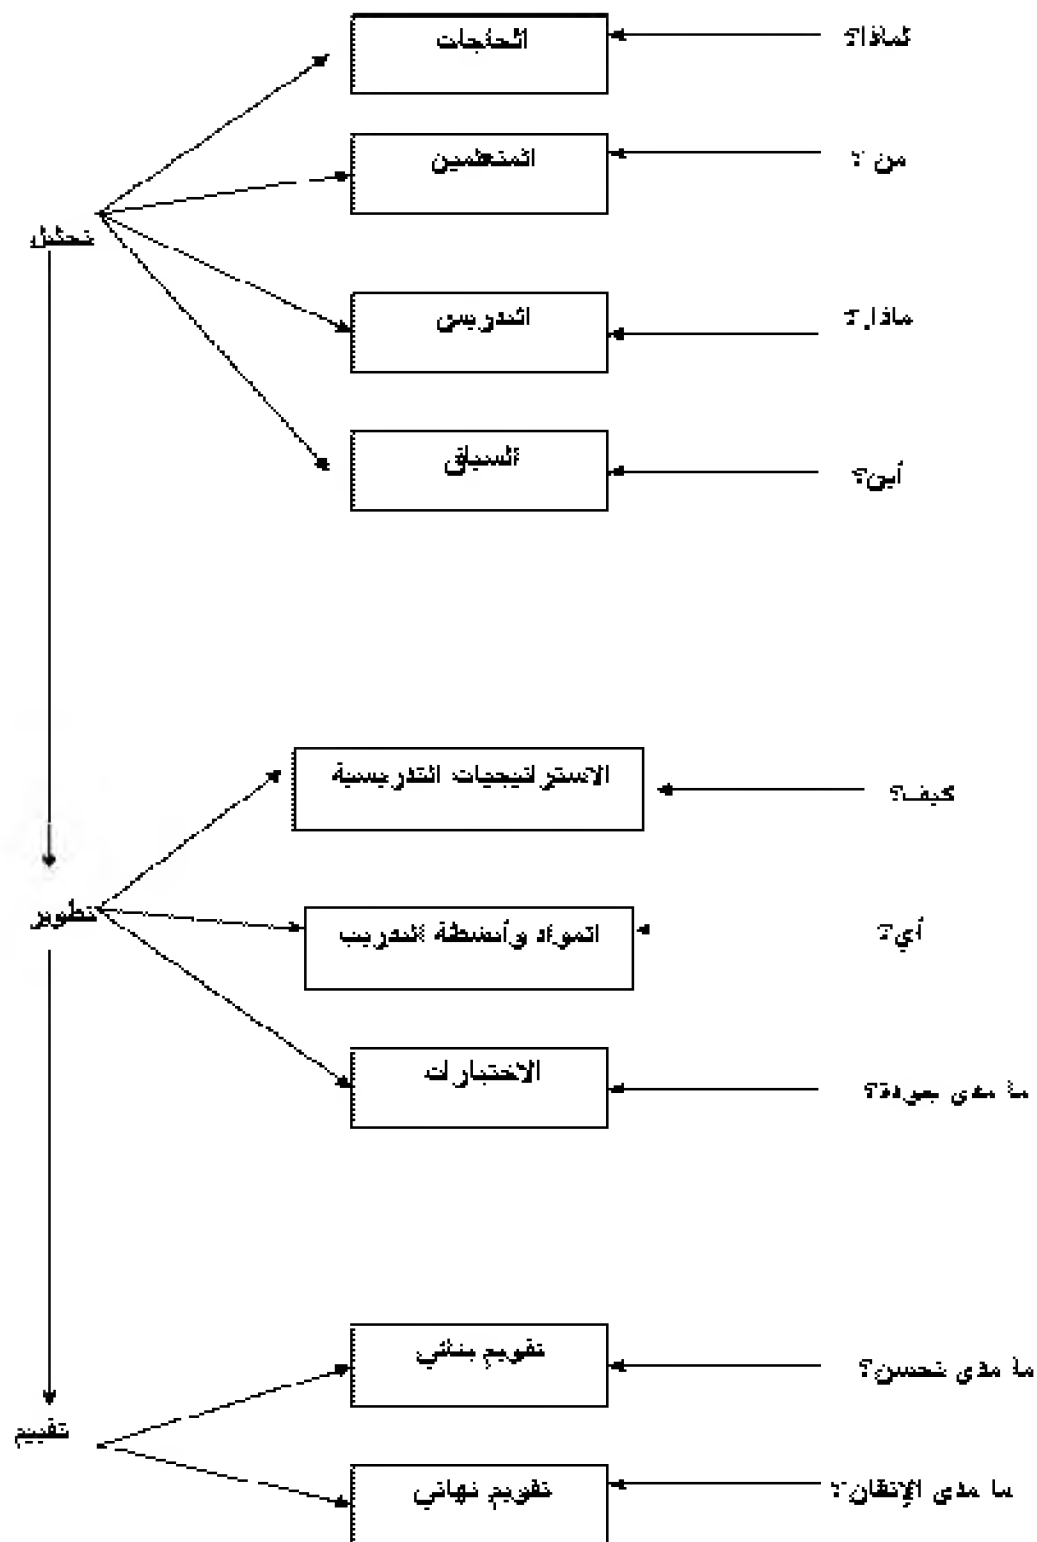 لماذا؟
الحاجات
من ؟
المتعلمين
تحليل
ماذا ؟
التدريس
أين؟
السياق
كيف؟
الاستراتيجيات التدريسية
أي؟
المواد وأنشطة التدريب
تطوير
ما مدى جودة؟
الاختبارات
ما مدى تحسن؟
تقويم بنائي
تقييم
ما مدى الإتقان؟
تقويم نهائي